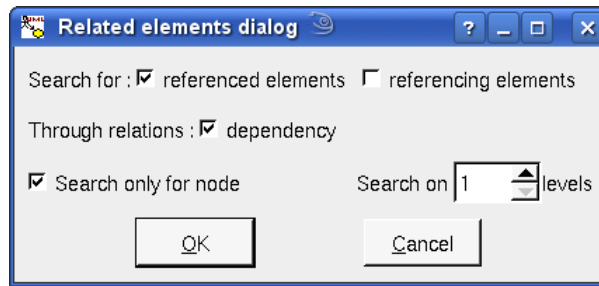 Related elements dialog
Search for : referenced elements referencing elements
Through relations : dependency
Search only for node Search on 1 levels
OK Cancel